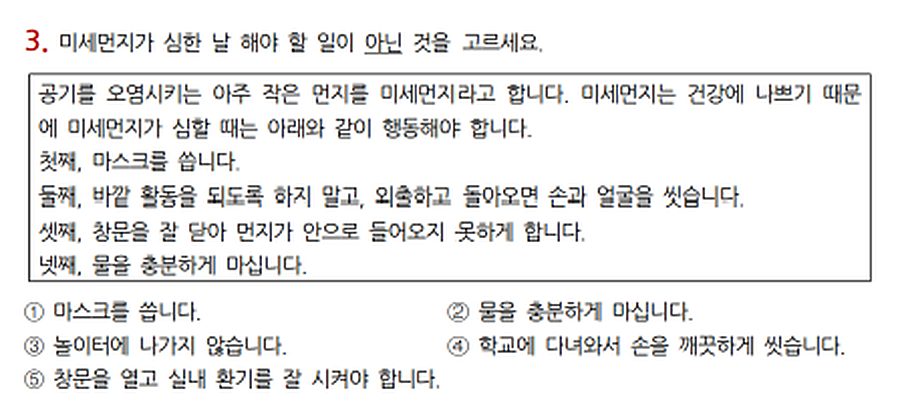 3. 미세먼지가 심한 날 해야 할 일이 아닌 것을 고르세요.
공기를 오염시키는 아주 작은 먼지를 미세먼지라고 합니다. 미세먼지는 건강에 나쁘기 때문
에 미세먼지가 심할 때는 아래와 같이 행동해야 합니다.
첫째, 마스크를 씁니다.
둘째, 바깥 활동을 되도록 하지 말고, 외출하고 돌아오면 손과 얼굴을 씻습니다.
셋째, 창문을 잘 닫아 먼지가 안으로 들어오지 못하게 합니다.
넷째, 물을 충분하게 마십니다.
① 마스크를 씁니다. ② 물을 충분하게 마십니다.
③ 놀이터에 나가지 않습니다. ④ 학교에 다녀와서 손을 깨끗하게 씻습니다.
⑤ 창문을 열고 실내 환기를 잘 시켜야 합니다.